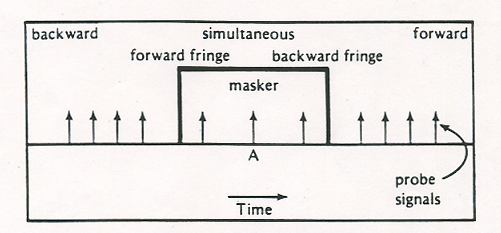 backward simultaneous forward
forward fringe backward fringe
masker
A
probe
signals
Time